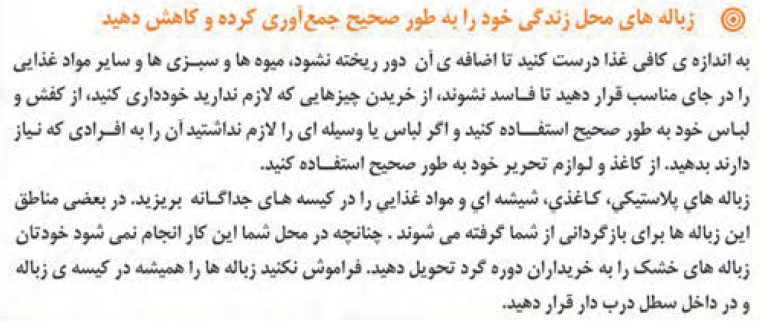 زباله های محل زندگی خود را به طور صحیح جمع‌آوری کرده و کاهش دهید
به اندازه ی کافی غذا درست کنید تا اضافه ی آن دور ریخته نشود، میوه ها و سبزی ها و سایر مواد غذایی
را در جای مناسب قرار دهید تا فاسد نشوند، از خریدن چیزهایی که لازم ندارید خودداری کنید، از کفش و
لباس خود به طور صحیح استفاده کنید و اگر لباس یا وسیله ای را لازم نداشتید آن را به افرادی که نیاز
دارند بدهید. از کاغذ و لوازم تحریر خود به طور صحیح استفاده کنید.
زباله هاي پلاستيكي، كاغذي، شيشه اي و مواد غذایی را در کیسه های جداگانه بریزید. در بعضی مناطق
این زباله ها برای بازگردانی از شما گرفته می شوند . چنانچه در محل شما این کار انجام نمی شود خودتان
زباله های خشک را به خریداران دوره گرد تحویل دهید. فراموش نکنید زباله ها را همیشه در کیسه ی زباله
و در داخل سطل درب دار قرار دهید.